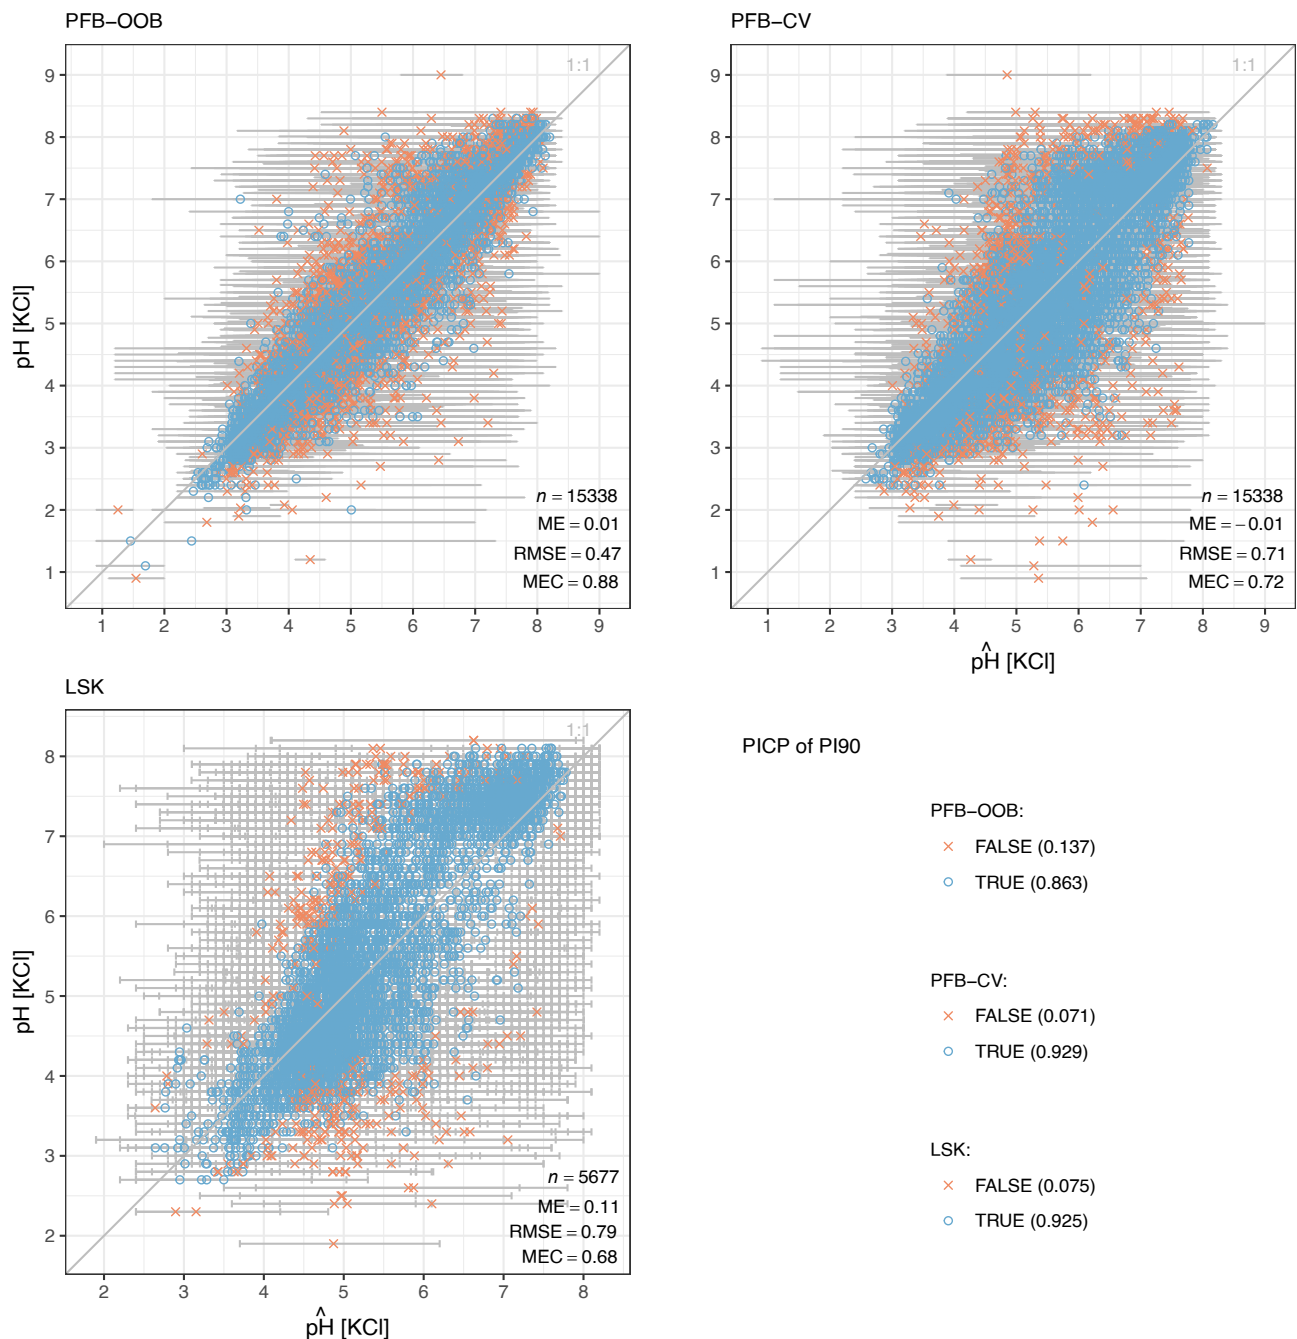 PFB−OOB
1:1
9
8
7
6
5
4
3
2
1
pH [KCl]
n = 15338
ME = 0.01
RMSE = 0.47
MEC = 0.88
1 2 3 4 5 6 7 8 9
PFB−CV
1:1
9
8
7
6
5
4
3
2
1
pH [KCl]
n = 15338
ME = −0.01
RMSE = 0.71
MEC = 0.72
1 2 3 4 5 6 7 8 9
p̂H [KCl]
LSK
1:1
8
7
6
5
4
3
2
pH [KCl]
n = 5677
ME = 0.11
RMSE = 0.79
MEC = 0.68
2 3 4 5 6 7 8
p̂H [KCl]
PICP of PI90
PFB−OOB:
FALSE (0.137)
TRUE (0.863)
PFB−CV:
FALSE (0.071)
TRUE (0.929)
LSK:
FALSE (0.075)
TRUE (0.925)